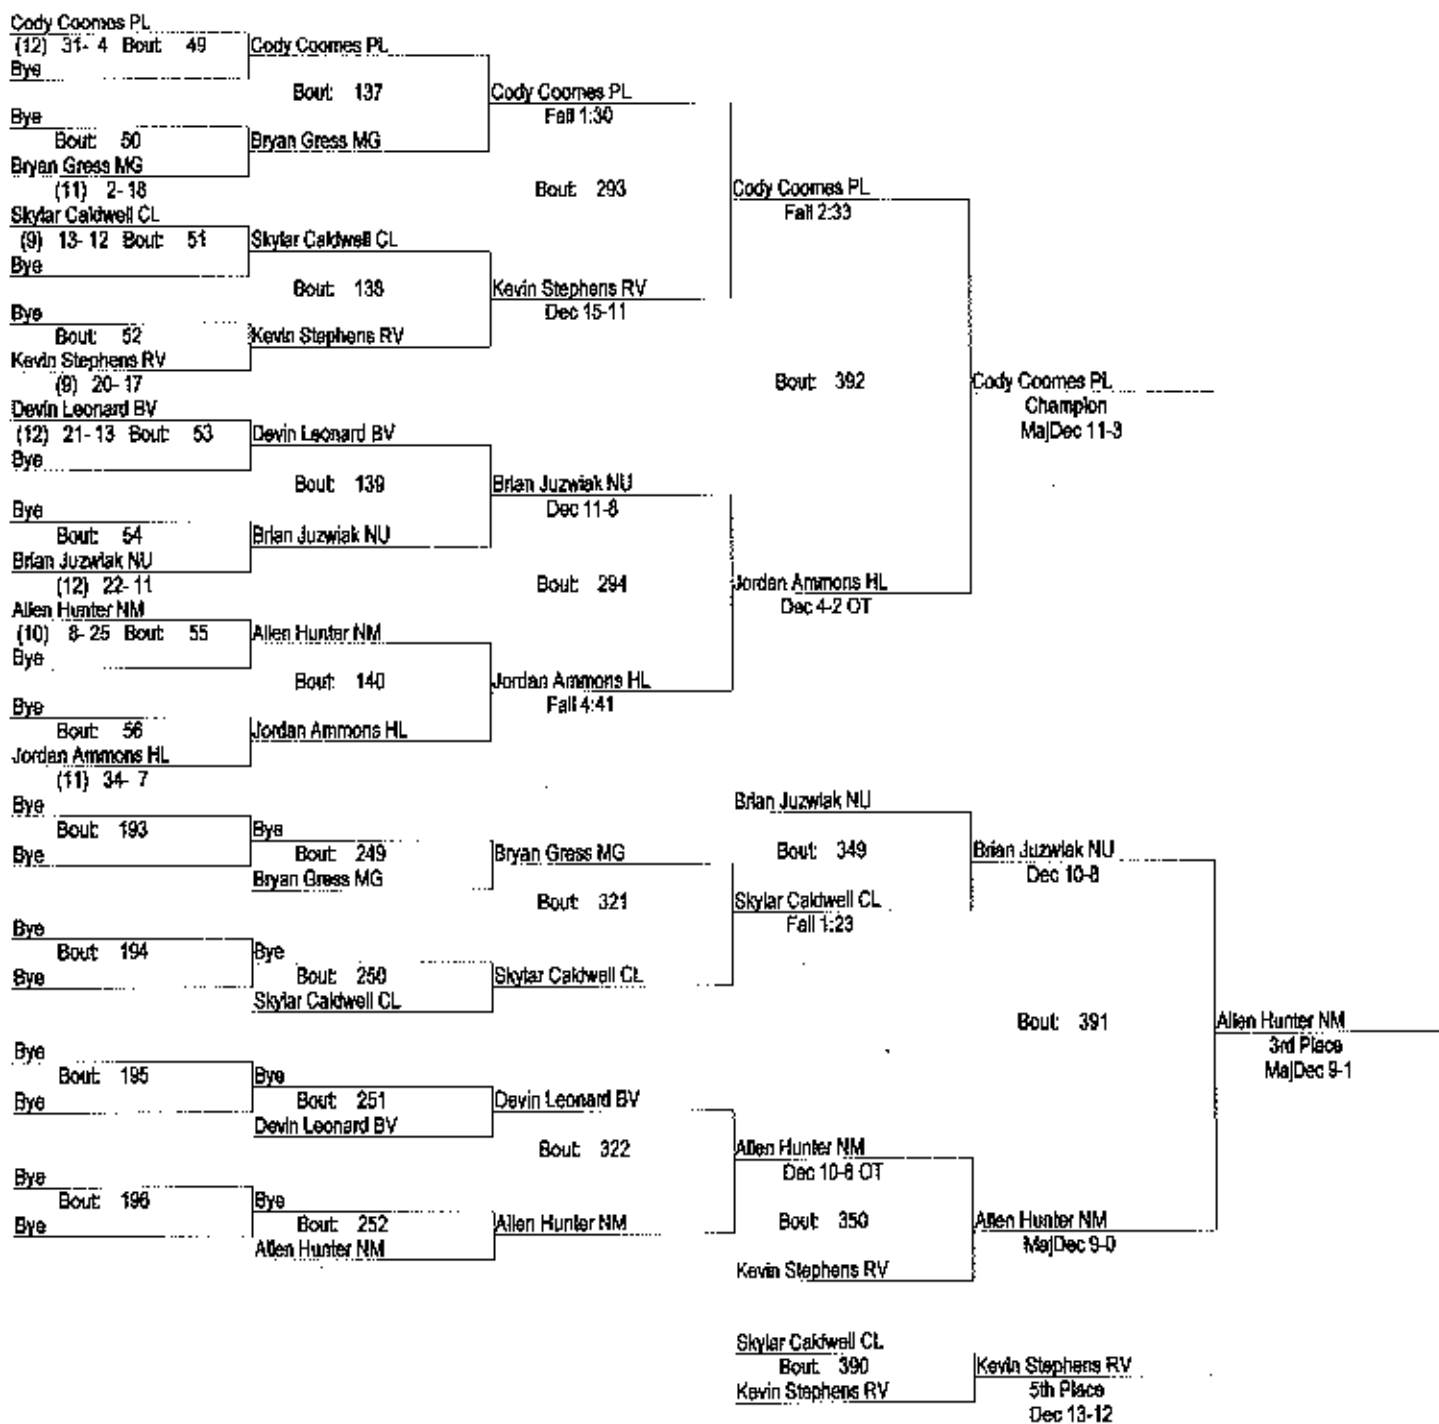 Cody Coomes PL
(12) 31- 4 Bout: 49
Bye
Bye
Bout: 50
Bryan Gress MG
(11) 2- 18
Skylar Caldwell CL
(9) 13- 12 Bout: 51
Bye
Bye
Bout: 52
Kevin Stephens RV
(9) 20- 17
Devin Leonard BV
(12) 21- 13 Bout: 53
Bye
Bye
Bout: 54
Brian Juzwiak NU
(12) 22- 11
Allen Hunter NM
(10) 8- 25 Bout: 55
Bye
Bye
Bout: 56
Jordan Ammons HL
(11) 34- 7
Cody Coomes PL
Bout: 137
Bryan Gress MG
Skylar Caldwell CL
Bout: 138
Kevin Stephens RV
Devin Leonard BV
Bout: 139
Brian Juzwiak NU
Allen Hunter NM
Bout: 140
Jordan Ammons HL
Cody Coomes PL
Fall 1:30
Bout: 293
Kevin Stephens RV
Dec 15-11
Brian Juzwiak NU
Dec 11-8
Bout: 294
Jordan Ammons HL
Fall 4:41
Cody Coomes PL
Fall 2:33
Bout: 392
Jordan Ammons HL
Dec 4-2 OT
Cody Coomes PL
Champion
MajDec 11-3
Bye
Bout: 193
Bye
Bye
Bout: 194
Bye
Bye
Bout: 195
Bye
Bye
Bout: 196
Bye
Bye
Bout: 249
Bryan Gress MG
Bye
Bout: 250
Skylar Caldwell CL
Bye
Bout: 251
Devin Leonard BV
Bye
Bout: 252
Allen Hunter NM
Bryan Gress MG
Bout: 321
Skylar Caldwell CL
Devin Leonard BV
Bout: 322
Allen Hunter NM
Brian Juzwiak NU
Bout: 349
Skylar Caldwell CL
Fall 1:23
Allen Hunter NM
Dec 10-8 OT
Bout: 350
Kevin Stephens RV
Brian Juzwiak NU
Dec 10-8
Bout: 391
Allen Hunter NM
MajDec 9-0
Allen Hunter NM
3rd Place
MajDec 9-1
Skylar Caldwell CL
Bout: 390
Kevin Stephens RV
Kevin Stephens RV
5th Place
Dec 13-12